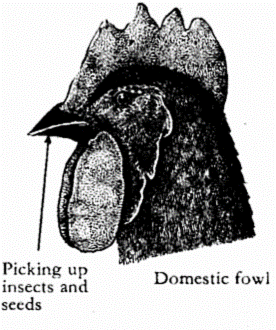 Picking up
insects and
seeds
Domestic fowl